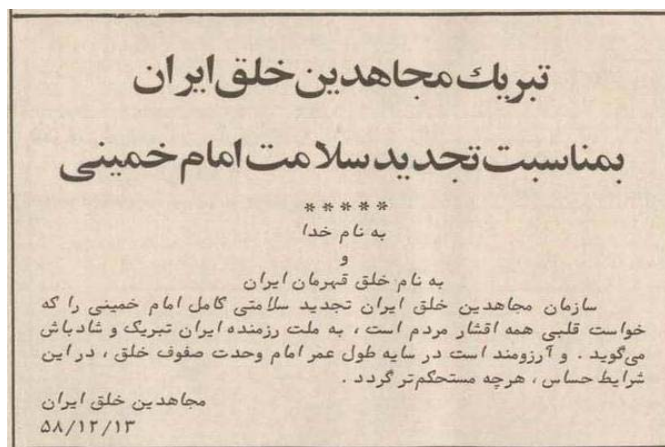 تبریك مجاهدین خلق ایران
بمناسبت تجدید سلامت امام خمینی
*****
به نام خدا
و
به نام خلق قهرمان ایران
سازمان مجاهدین خلق ایران تجدید سلامتی کامل امام خمینی را که
خواست قلبی همه اقشار مردم است ، به ملت رزمنده ایران تبریک و شادباش
می‌گوید . و آرزومند است در سایه طول عمر امام وحدت صفوف خلق ، در این
شرایط حساس ، هرچه مستحکم‌تر گردد .
مجاهدین خلق ایران
۵۸/۱۲/۱۳